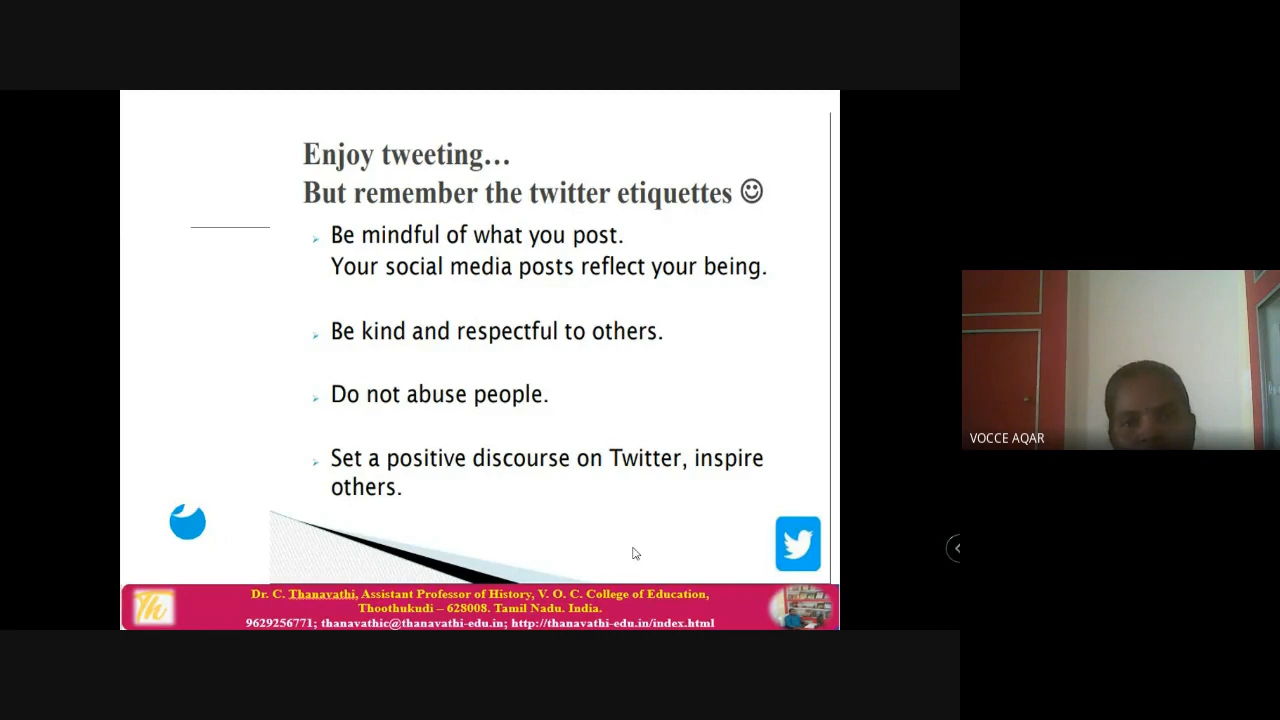 Enjoy tweeting…
But remember the twitter etiquettes ☺
Be mindful of what you post.
Your social media posts reflect your being.
Be kind and respectful to others.
Do not abuse people.
Set a positive discourse on Twitter, inspire
others.
VOCCE AQAR
Th
Dr. C. Thanavathi, Assistant Professor of History, V. O. C. College of Education,
Thoothukudi – 628008. Tamil Nadu. India.
9629256771; thanavathic@thanavathi-edu.in; http://thanavathi-edu.in/index.html